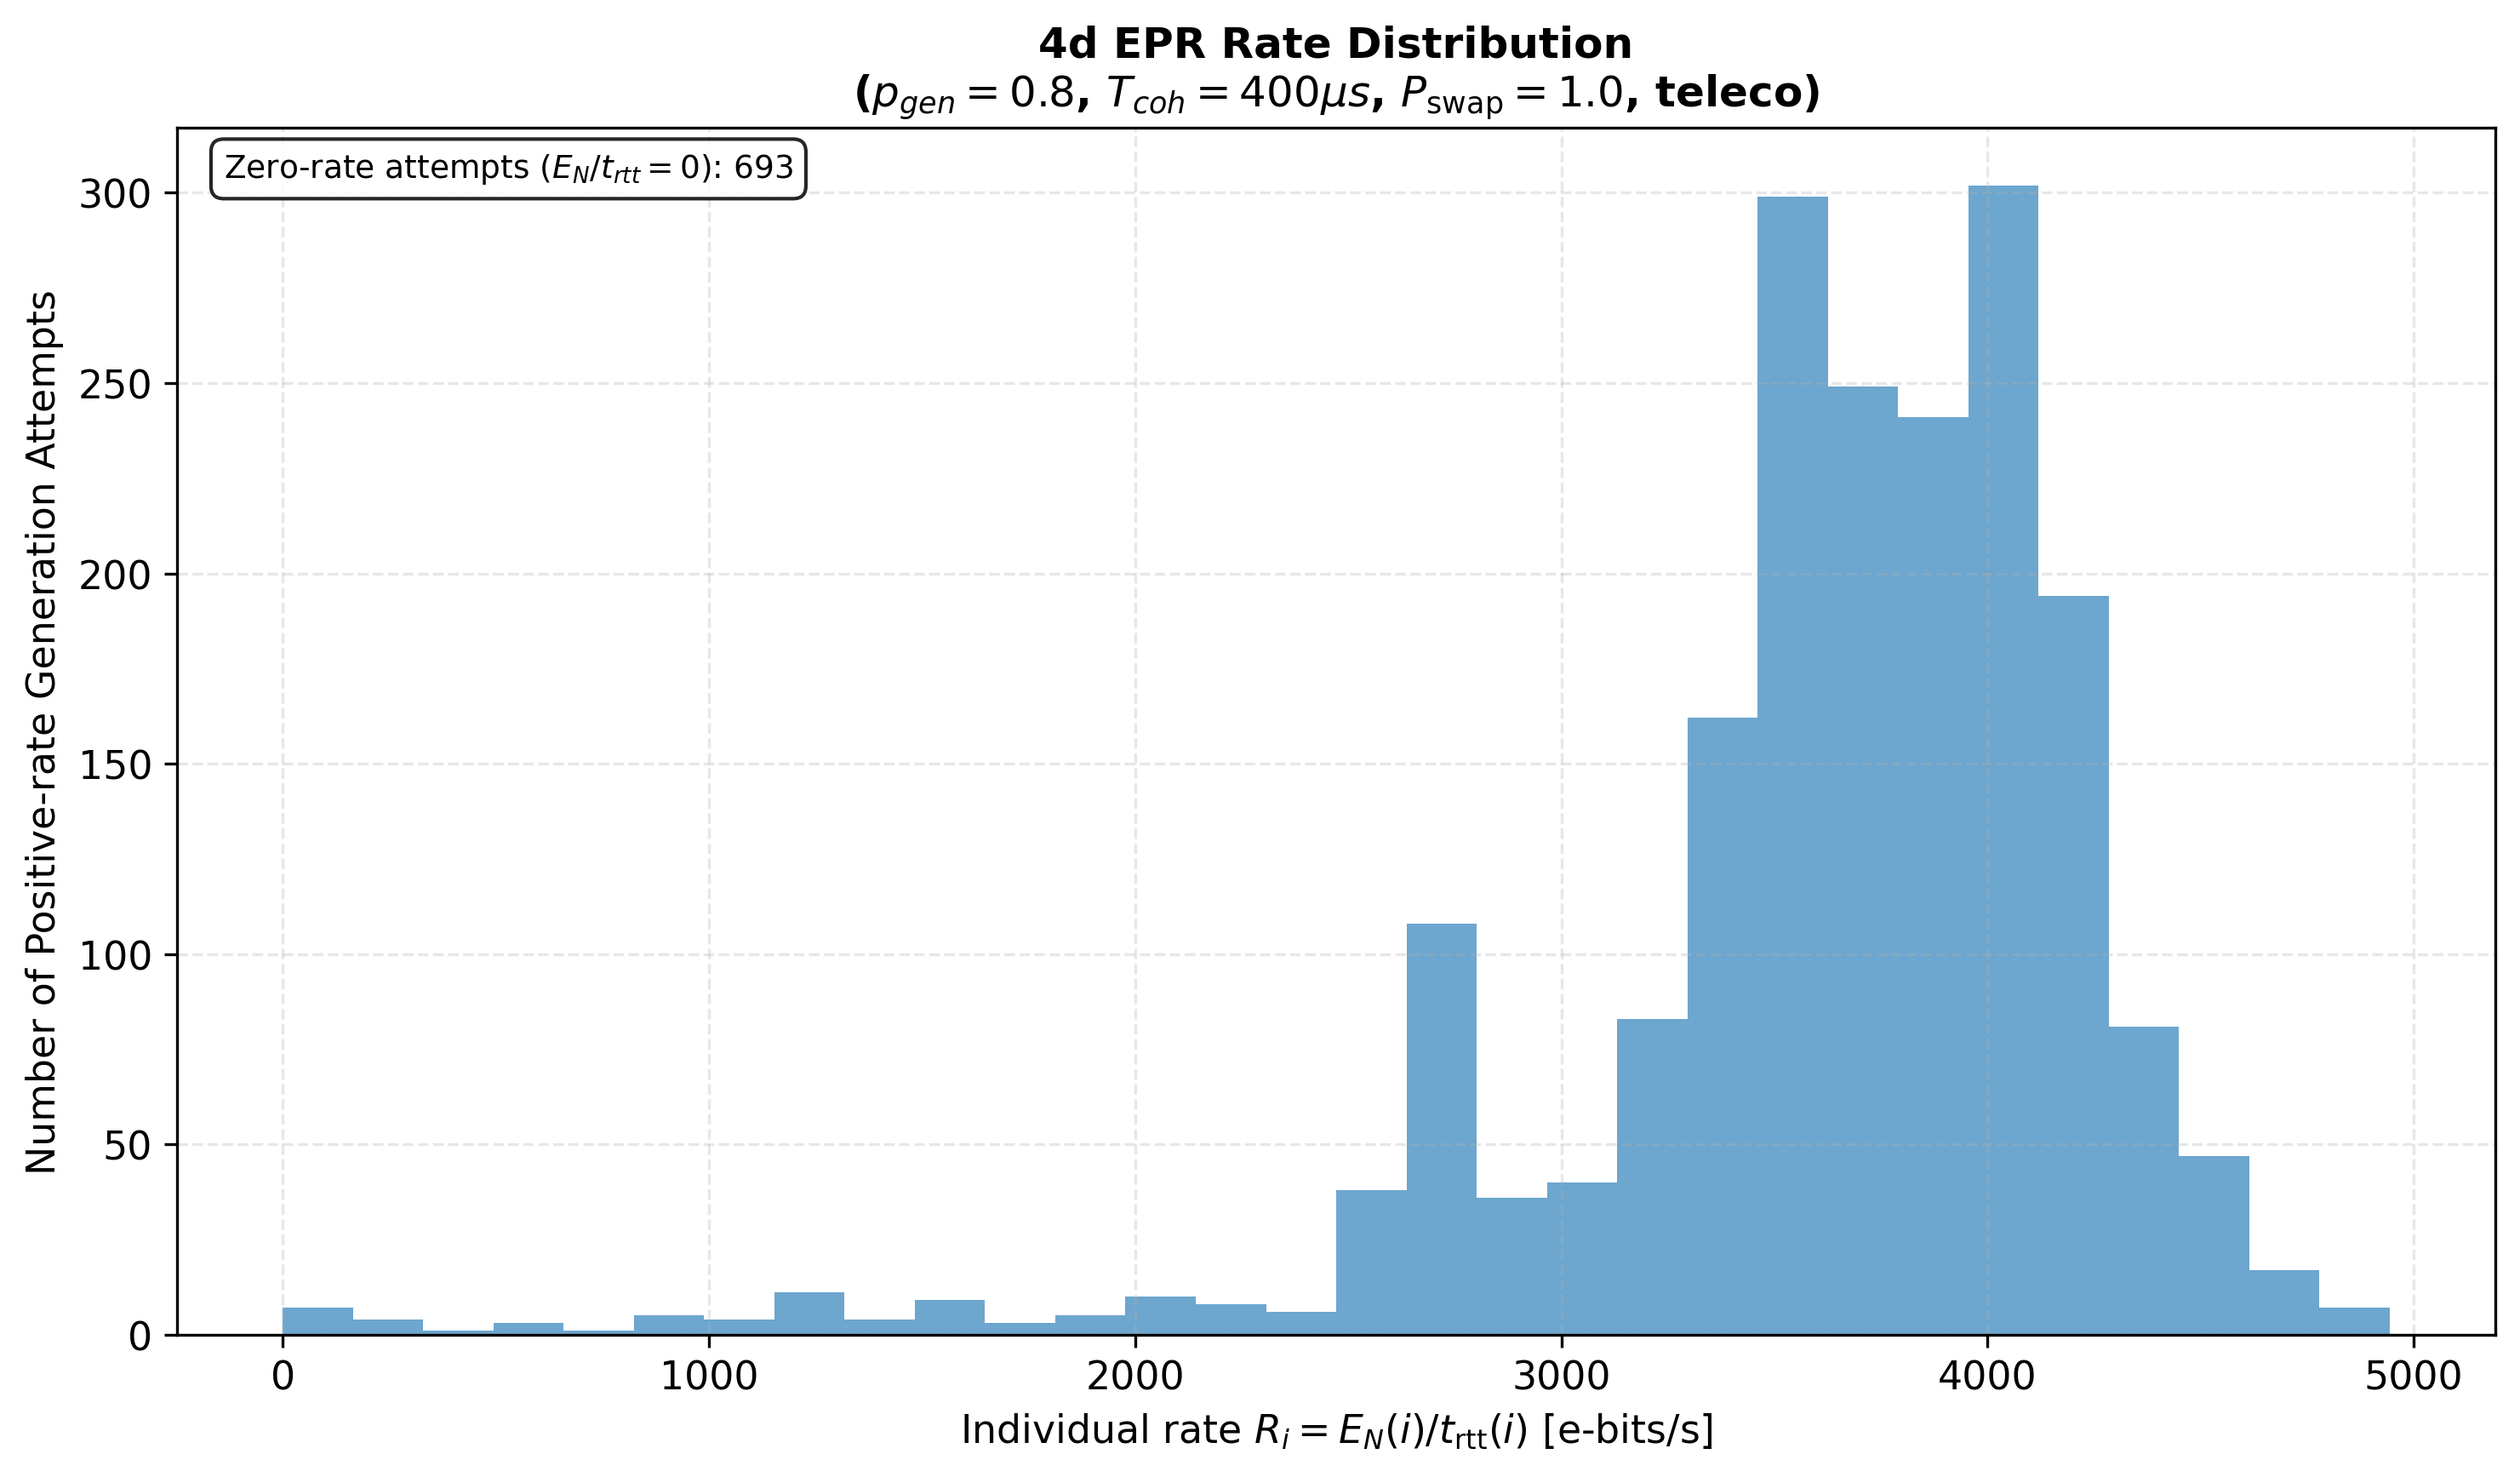 4d EPR Rate Distribution
(p_gen = 0.8, T_coh = 400μs, P_swap = 1.0, teleco)
Zero-rate attempts (E_N/t_rtt = 0): 693
Number of Positive-rate Generation Attempts
300
250
200
150
100
50
0
0 1000 2000 3000 4000 5000
Individual rate R_i = E_N(i)/t_rtt(i) [e-bits/s]